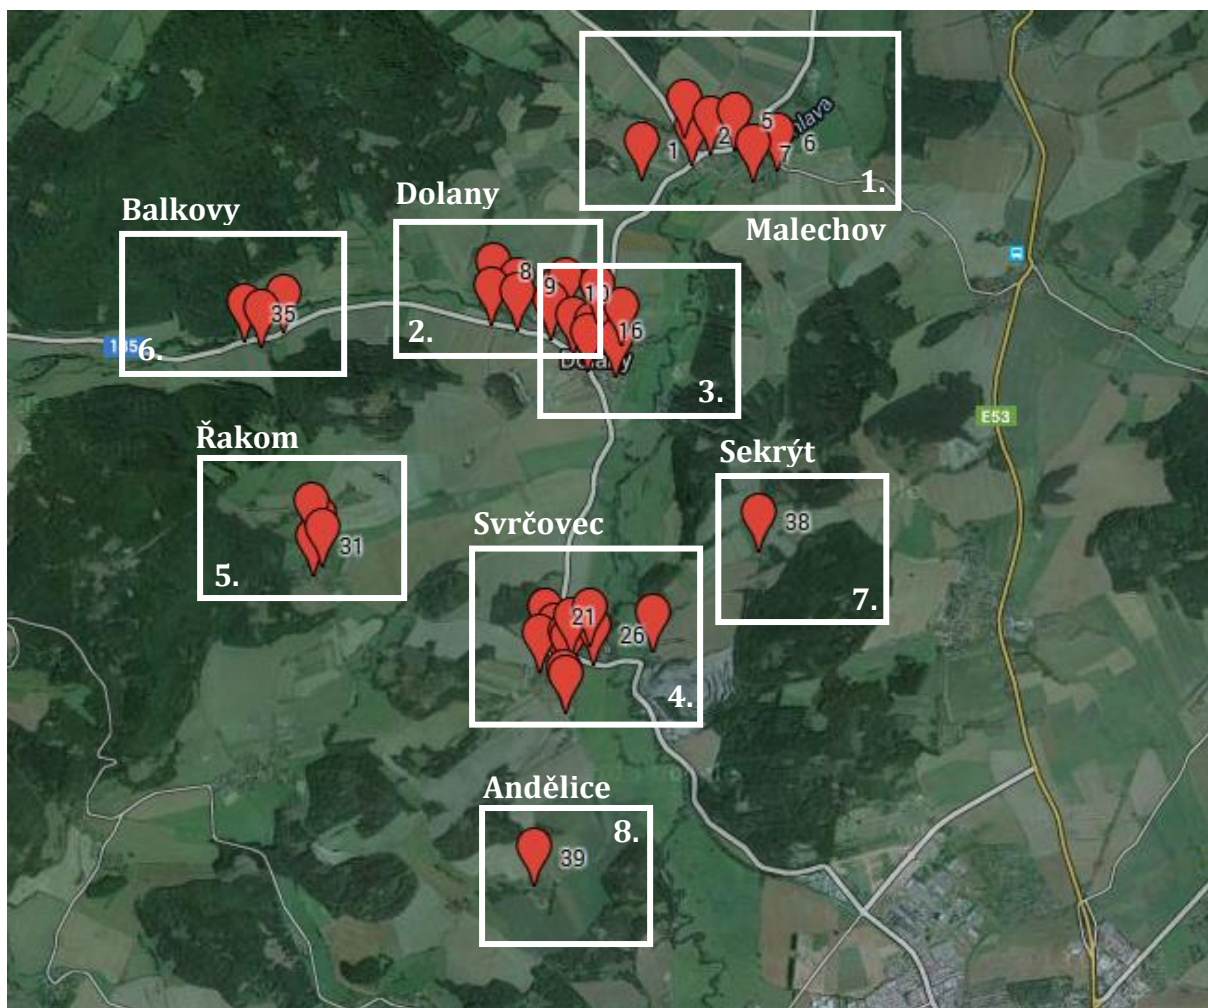 5
hlava
6
1
2
7
1.
Dolany
Balkovy
Malechov
8
9
10
35
16
2.
6.
Dolany
3.
E53
Řakom
Sekrýt
38
Svrčovec
31
5.
7.
21
26
4.
Andělice
8.
39